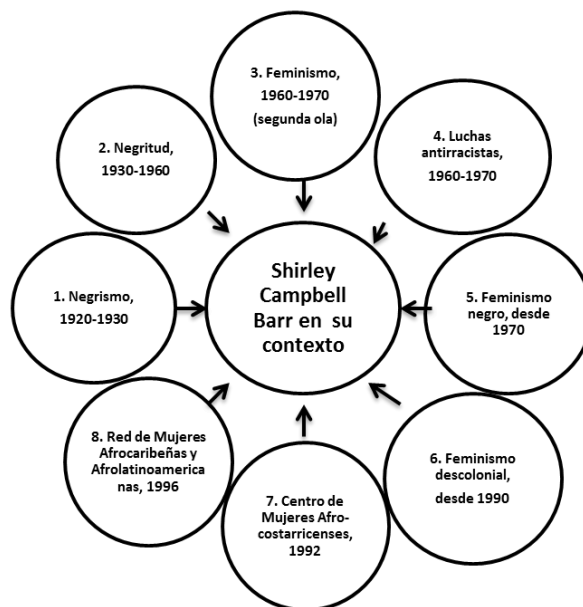 3. Feminismo,
1960-1970
(segunda ola)
2. Negritud,
1930-1960
4. Luchas
antirracistas,
1960-1970
1. Negrismo,
1920-1930
Shirley
Campbell
Barr en su
contexto
5. Feminismo
negro, desde
1970
8. Red de Mujeres
Afrocaribeñas y
Afrolatinoamerica
nas, 1996
7. Centro de
Mujeres Afro-
costarricenses,
1992
6. Feminismo
descolonial,
desde 1990